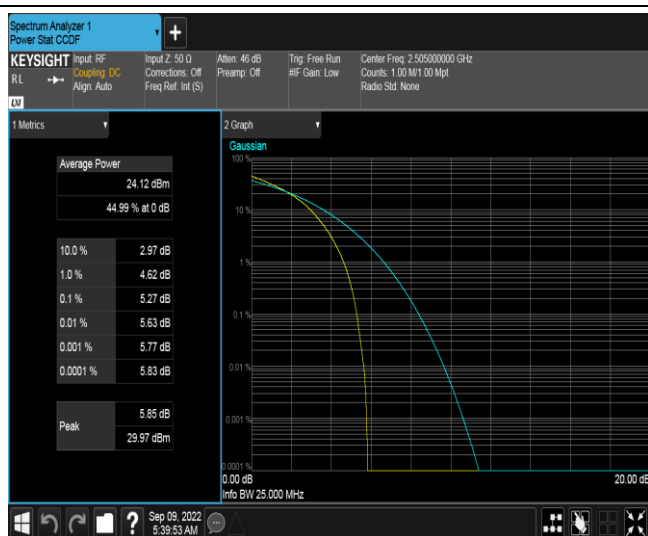 Spectrum Analyzer 1
Power Stat CCDF
+
KEYSIGHT
RL
LXI
Input: RF
Coupling: DC
Align: Auto
Input Z: 50 Ω
Corrections: Off
Freq Ref: Int (S)
Atten: 46 dB
Preamp: Off
Trig: Free Run
#IF Gain: Low
Center Freq: 2.505000000 GHz
Counts: 1.00 M/1.00 Mpt
Radio Std: None
1 Metrics
Average Power
24.12 dBm
44.99 % at 0 dB
10.0 % 2.97 dB
1.0 % 4.62 dB
0.1 % 5.27 dB
0.01 % 5.63 dB
0.001 % 5.77 dB
0.0001 % 5.83 dB
Peak
5.85 dB
29.97 dBm
2 Graph
Gaussian
100 %
10 %
1 %
0.1 %
0.01 %
0.001 %
0.0001 %
0.00 dB
20.00 dB
Info BW 25.000 MHz
?
Sep 09, 2022
5:39:53 AM